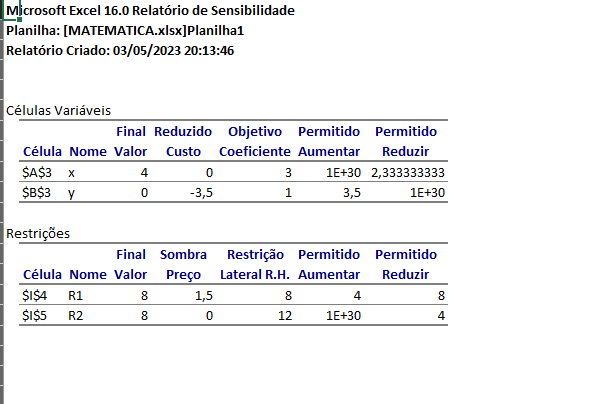 Microsoft Excel 16.0 Relatório de Sensibilidade
Planilha: [MATEMATICA.xlsx]Planilha1
Relatório Criado: 03/05/2023 20:13:46
Células Variáveis
Final Reduzido Objetivo Permitido Permitido
Célula Nome Valor Custo Coeficiente Aumentar Reduzir
$A$3 x 4 0 3 1E+30 2,333333333
$B$3 y 0 -3,5 1 3,5 1E+30
Restrições
Final Sombra Restrição Permitido Permitido
Célula Nome Valor Preço Lateral R.H. Aumentar Reduzir
$I$4 R1 8 1,5 8 4 8
$I$5 R2 8 0 12 1E+30 4